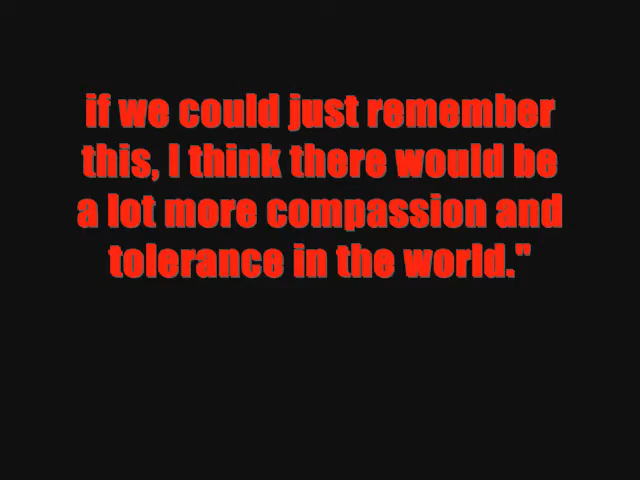 if we could just remember
this, I think there would be
a lot more compassion and
tolerance in the world."